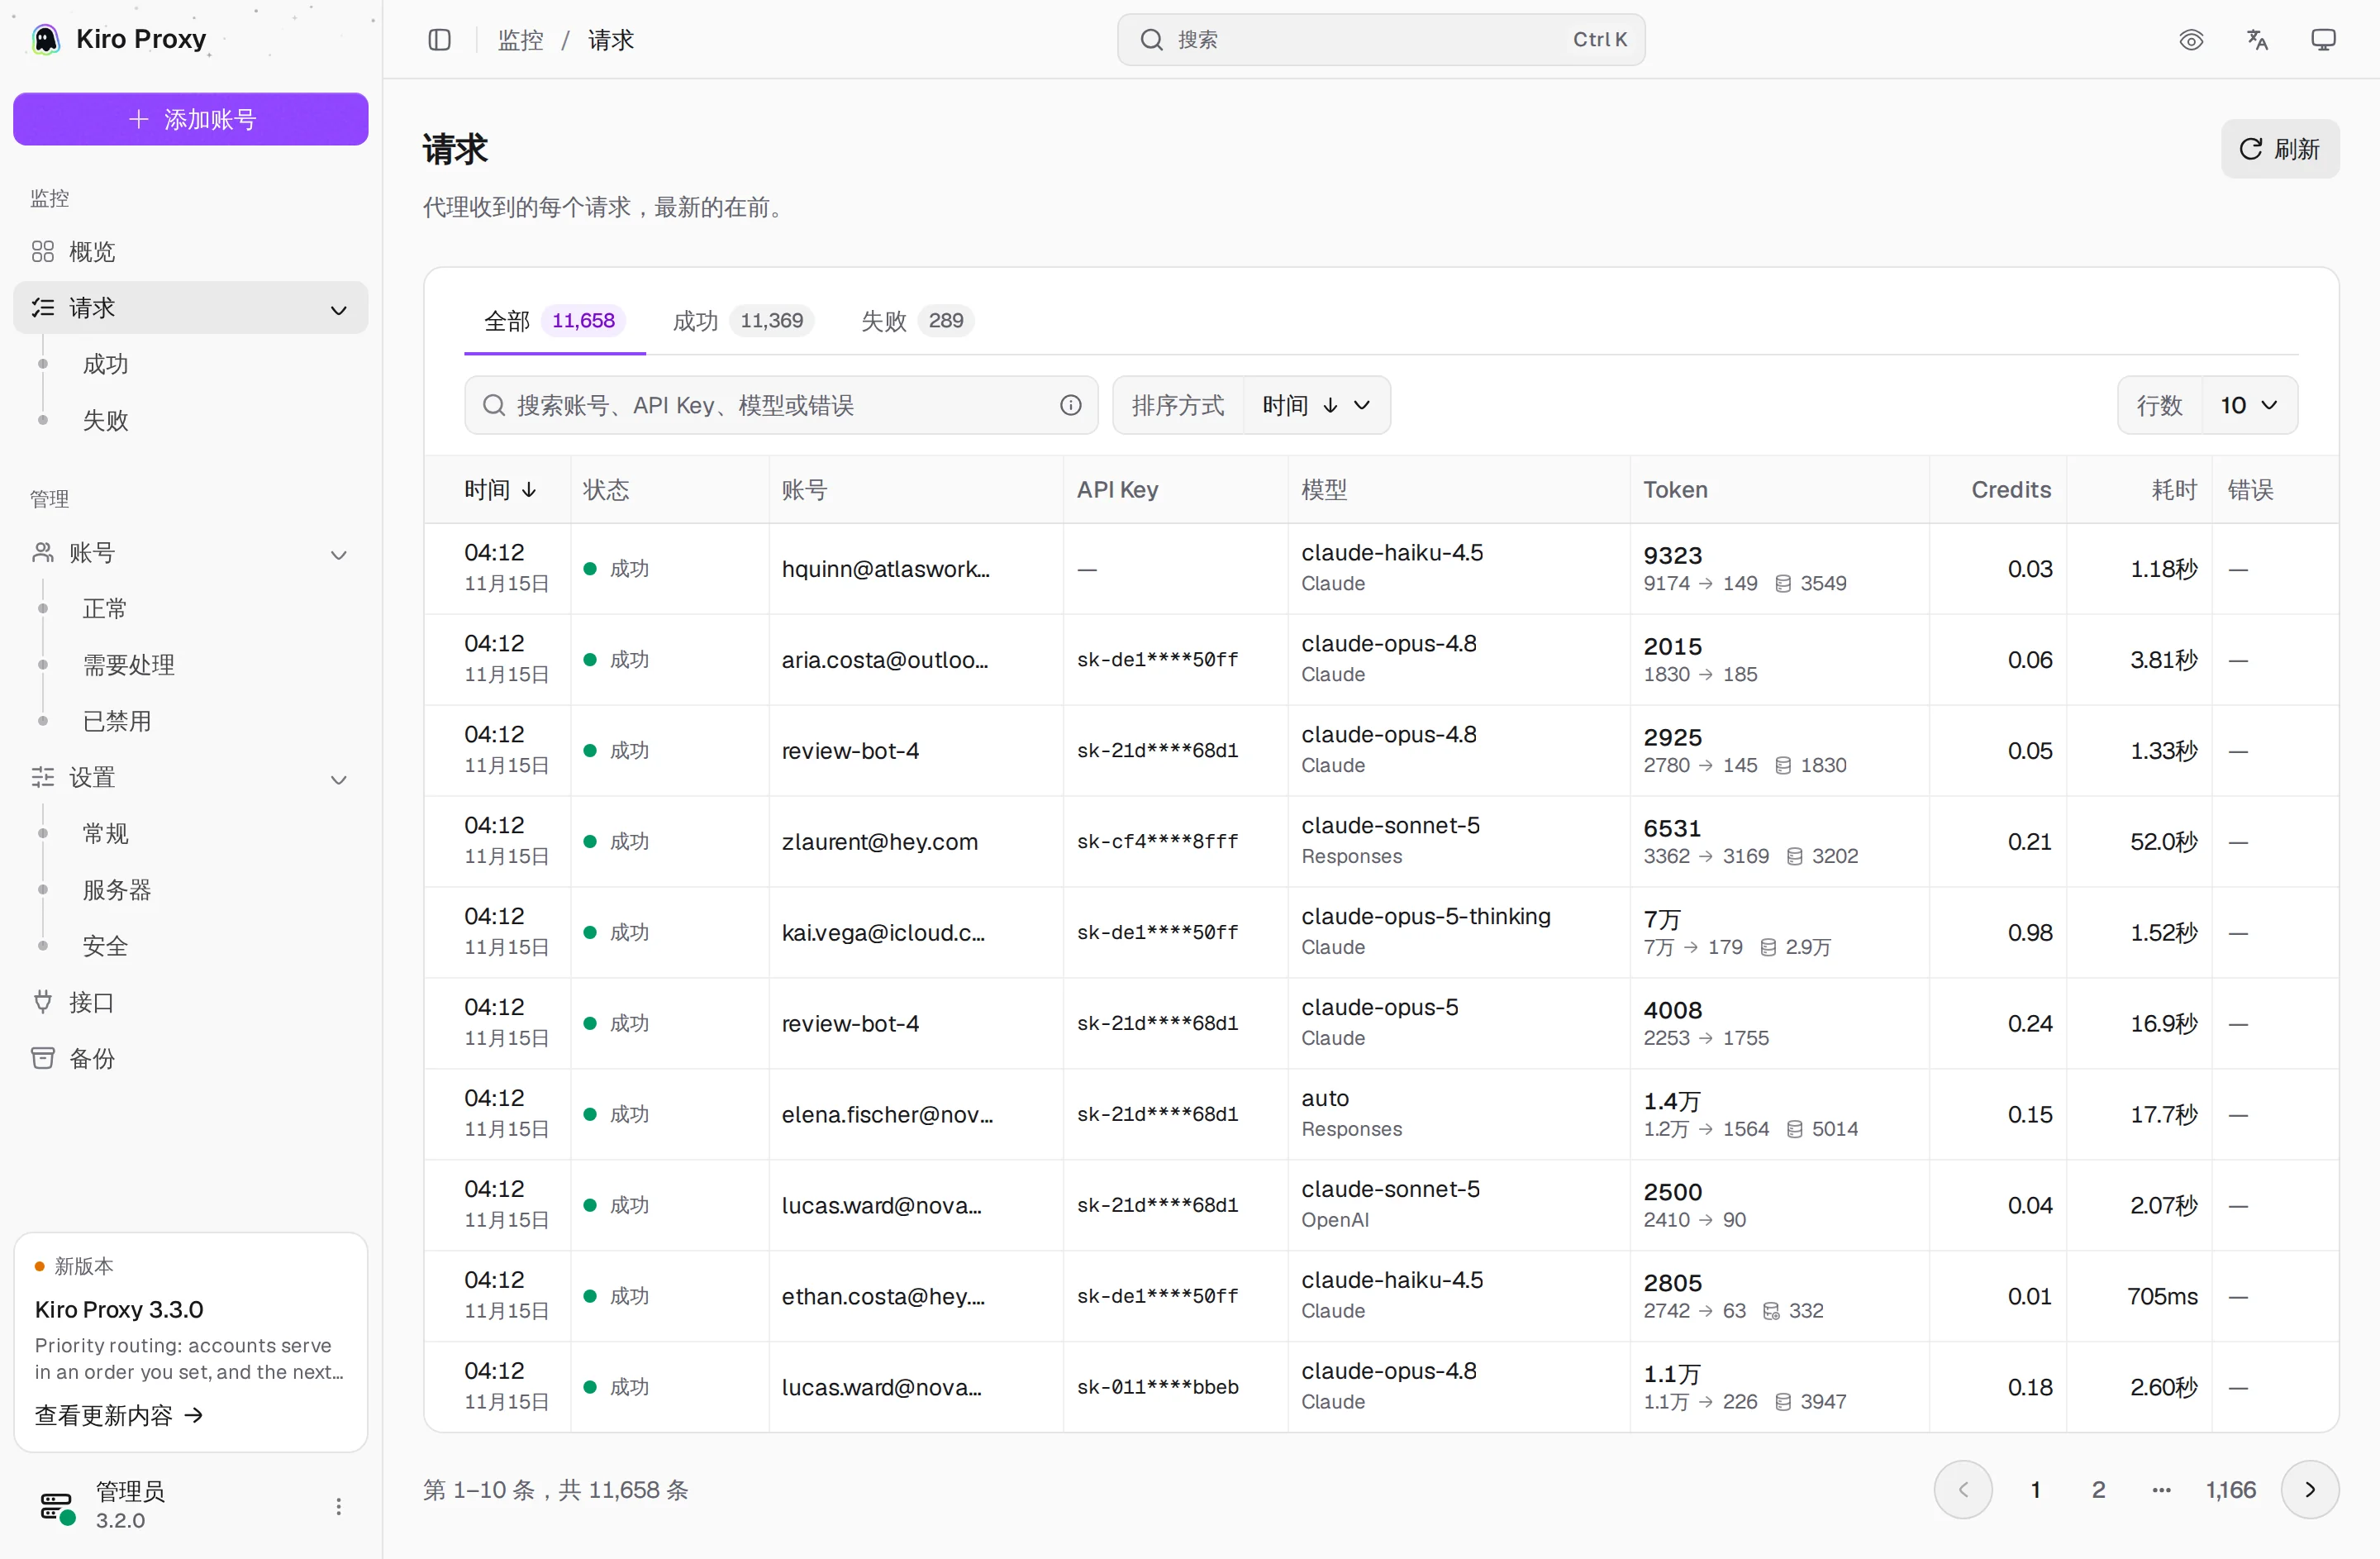 Kiro Proxy
添加账号
监控
概览
请求
成功
失败
管理
账号
正常
需要处理
已禁用
设置
常规
服务器
安全
接口
备份
新版本
Kiro Proxy 3.3.0
Priority routing: accounts serve
in an order you set, and the next...
查看更新内容
管理员
3.2.0
监控 / 请求
搜索 Ctrl K
请求
刷新
代理收到的每个请求，最新的在前。
全部 11,658 成功 11,369 失败 289
搜索账号、API Key、模型或错误
排序方式 时间
行数 10
时间 状态 账号 API Key 模型 Token Credits 耗时 错误
04:12 claude-haiku-4.5 9323
成功 hquinn@atlaswork... — 0.03 1.18秒 —
11月15日 Claude 9174 → 149 3549
04:12 claude-opus-4.8 2015
成功 aria.costa@outloo... sk-de1****50ff 0.06 3.81秒 —
11月15日 Claude 1830 → 185
04:12 claude-opus-4.8 2925
成功 review-bot-4 sk-21d****68d1 0.05 1.33秒 —
11月15日 Claude 2780 → 145 1830
04:12 claude-sonnet-5 6531
成功 zlaurent@hey.com sk-cf4****8fff 0.21 52.0秒 —
11月15日 Responses 3362 → 3169 3202
04:12 claude-opus-5-thinking 7万
成功 kai.vega@icloud.c... sk-de1****50ff 0.98 1.52秒 —
11月15日 Claude 7万 → 179 2.9万
04:12 claude-opus-5 4008
成功 review-bot-4 sk-21d****68d1 0.24 16.9秒 —
11月15日 Claude 2253 → 1755
04:12 auto 1.4万
成功 elena.fischer@nov... sk-21d****68d1 0.15 17.7秒 —
11月15日 Responses 1.2万 → 1564 5014
04:12 claude-sonnet-5 2500
成功 lucas.ward@nova... sk-21d****68d1 0.04 2.07秒 —
11月15日 OpenAI 2410 → 90
04:12 claude-haiku-4.5 2805
成功 ethan.costa@hey.... sk-de1****50ff 0.01 705ms —
11月15日 Claude 2742 → 63 332
04:12 claude-opus-4.8 1.1万
成功 lucas.ward@nova... sk-011****bbeb 0.18 2.60秒 —
11月15日 Claude 1.1万 → 226 3947
第 1–10 条，共 11,658 条
1 2 ... 1,166